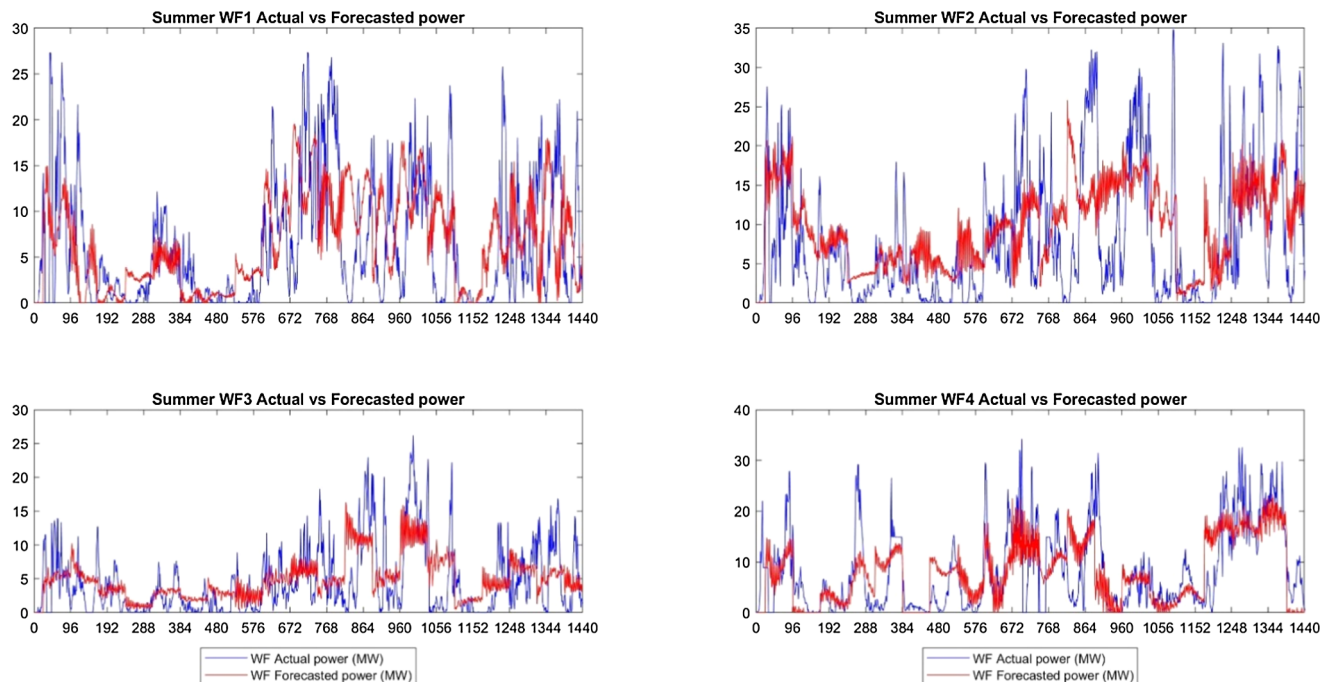 Summer WF1 Actual vs Forecasted power
30
25
20
15
10
5
0
0 96 192 288 384 480 576 672 768 864 960 1056 1152 1248 1344 1440
Summer WF2 Actual vs Forecasted power
35
30
25
20
15
10
5
0
0 96 192 288 384 480 576 672 768 864 960 1056 1152 1248 1344 1440
Summer WF3 Actual vs Forecasted power
30
25
20
15
10
5
0
0 96 192 288 384 480 576 672 768 864 960 1056 1152 1248 1344 1440
WF Actual power (MW)
WF Forecasted power (MW)
Summer WF4 Actual vs Forecasted power
40
30
20
10
0
0 96 192 288 384 480 576 672 768 864 960 1056 1152 1248 1344 1440
WF Actual power (MW)
WF Forecasted power (MW)